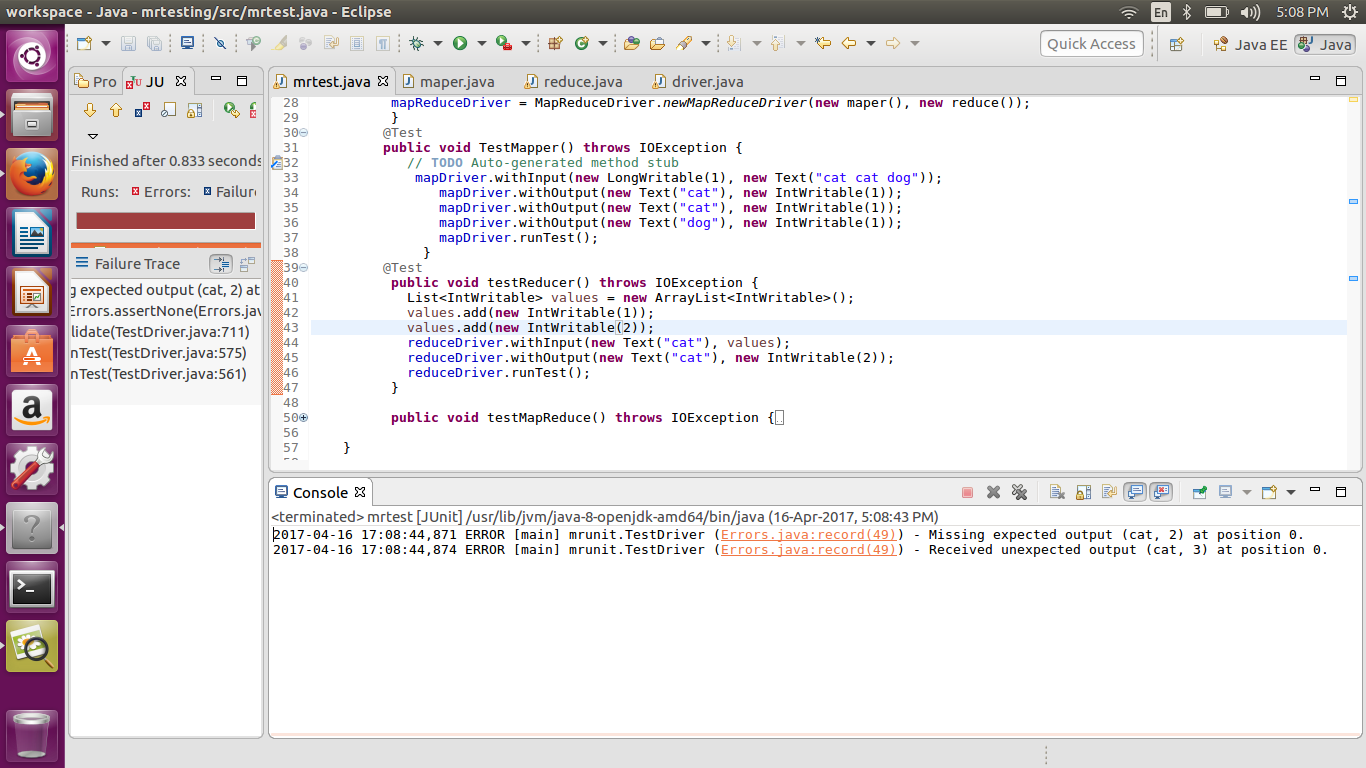 workspace - Java - mrtesting/src/mrtest.java - Eclipse
En
5:08 PM
Quick Access
Java EE
Java
Pro
JU
mrtest.java
maper.java
reduce.java
driver.java
Finished after 0.833 seconds
Runs:
Errors:
Failur
Failure Trace
g expected output (cat, 2) at
Errors.assertNone(Errors.jav
lidate(TestDriver.java:711)
nTest(TestDriver.java:575)
nTest(TestDriver.java:561)
28 mapReduceDriver = MapReduceDriver.newMapReduceDriver(new maper(), new reduce());
29 }
30 @Test
31 public void TestMapper() throws IOException {
32 // TODO Auto-generated method stub
33 mapDriver.withInput(new LongWritable(1), new Text("cat cat dog"));
34 mapDriver.withOutput(new Text("cat"), new IntWritable(1));
35 mapDriver.withOutput(new Text("cat"), new IntWritable(1));
36 mapDriver.withOutput(new Text("dog"), new IntWritable(1));
37 mapDriver.runTest();
38 }
39 @Test
40 public void testReducer() throws IOException {
41 List<IntWritable> values = new ArrayList<IntWritable>();
42 values.add(new IntWritable(1));
43 values.add(new IntWritable(2));
44 reduceDriver.withInput(new Text("cat"), values);
45 reduceDriver.withOutput(new Text("cat"), new IntWritable(2));
46 reduceDriver.runTest();
47 }
48
50 public void testMapReduce() throws IOException {
56
57 }
Console
<terminated> mrtest [JUnit] /usr/lib/jvm/java-8-openjdk-amd64/bin/java (16-Apr-2017, 5:08:43 PM)
2017-04-16 17:08:44,871 ERROR [main] mrunit.TestDriver (Errors.java:record(49)) - Missing expected output (cat, 2) at position 0.
2017-04-16 17:08:44,874 ERROR [main] mrunit.TestDriver (Errors.java:record(49)) - Received unexpected output (cat, 3) at position 0.